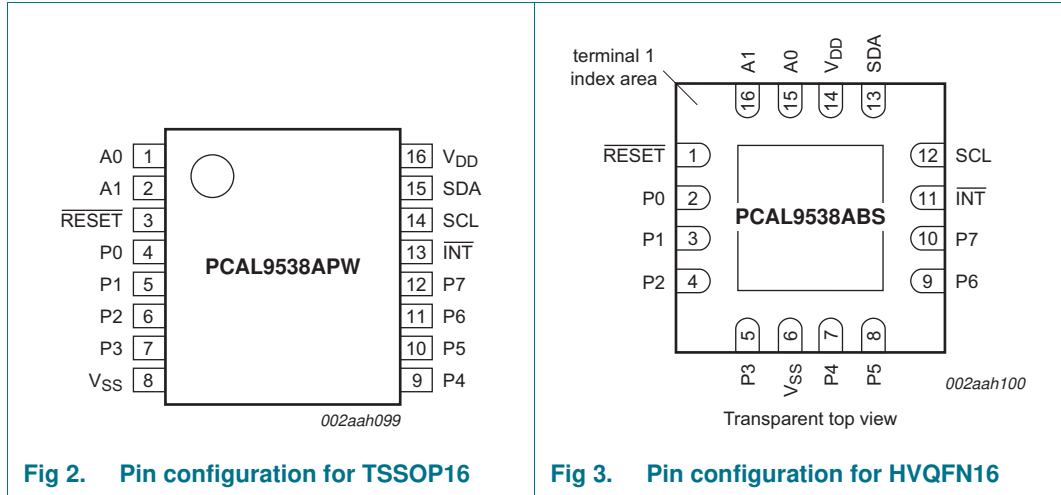 A0 1
A1 2
RESET 3
P0 4
P1 5
P2 6
P3 7
VSS 8
16 VDD
15 SDA
14 SCL
13 INT
12 P7
11 P6
10 P5
9 P4
PCAL9538APW
002aah099
Fig 2. Pin configuration for TSSOP16
terminal 1
index area
A1 A0 VDD SDA
16 15 14 13
RESET 1
P0 2
P1 3
P2 4
12 SCL
11 INT
10 P7
9 P6
PCAL9538ABS
5 6 7 8
P3 VSS P4 P5
002aah100
Transparent top view
Fig 3. Pin configuration for HVQFN16